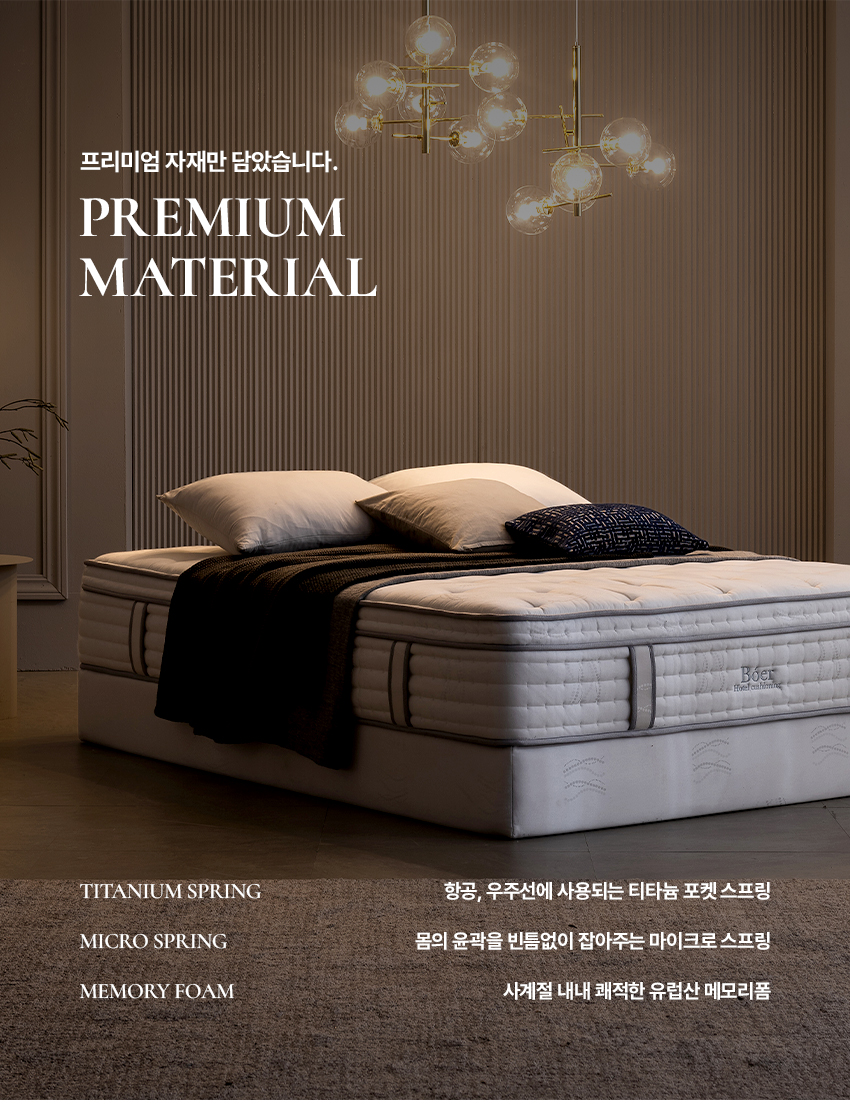 프리미엄 자재만 담았습니다.
PREMIUM
MATERIAL
Bóer
Hotel cushioning
TITANIUM SPRING 항공, 우주선에 사용되는 티타늄 포켓 스프링
MICRO SPRING 몸의 윤곽을 빈틈없이 잡아주는 마이크로 스프링
MEMORY FOAM 사계절 내내 쾌적한 유럽산 메모리폼